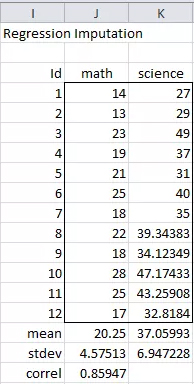 I J K
Regression Imputation
Id math science
1 14 27
2 13 29
3 23 49
4 19 37
5 21 31
6 25 40
7 18 35
8 22 39.34383
9 18 34.12349
10 28 47.17433
11 25 43.25908
12 17 32.8184
mean 20.25 37.05993
stdev 4.57513 6.947228
correl 0.85947